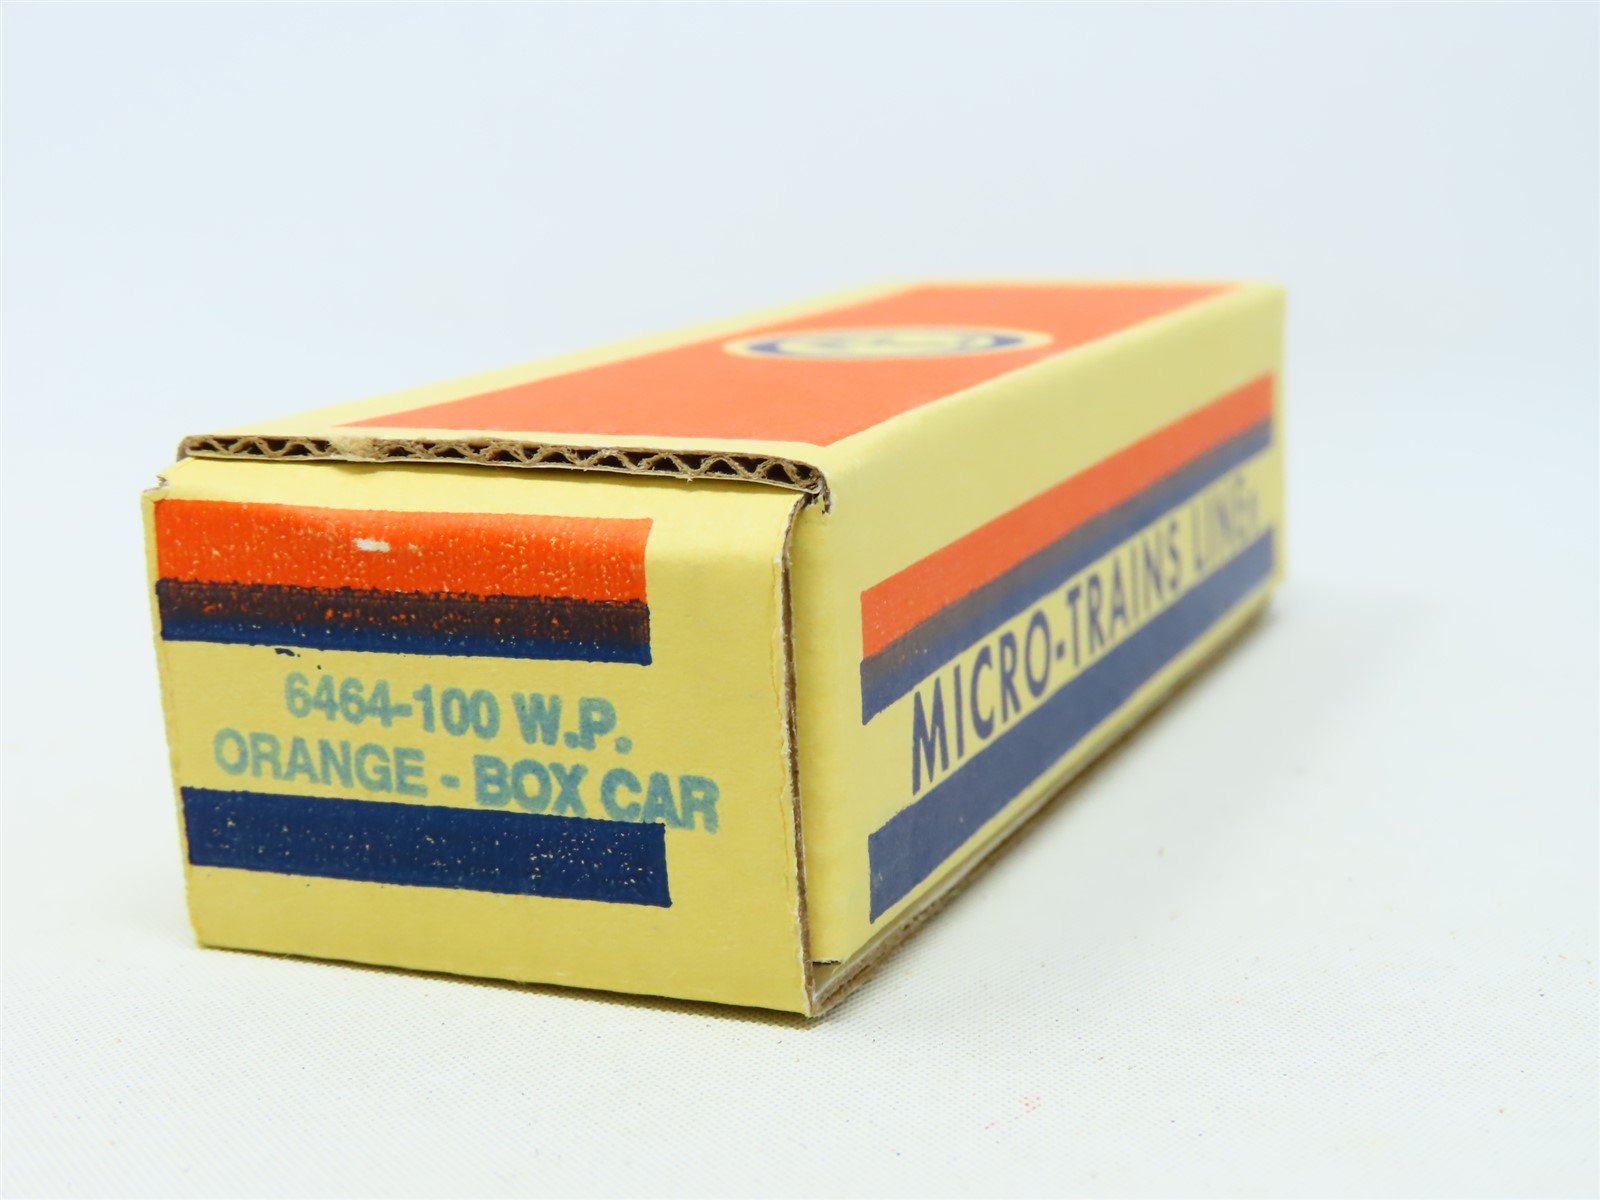 6464-100 W.P.
ORANGE - BOX CAR
MICRO-TRAINS LINE